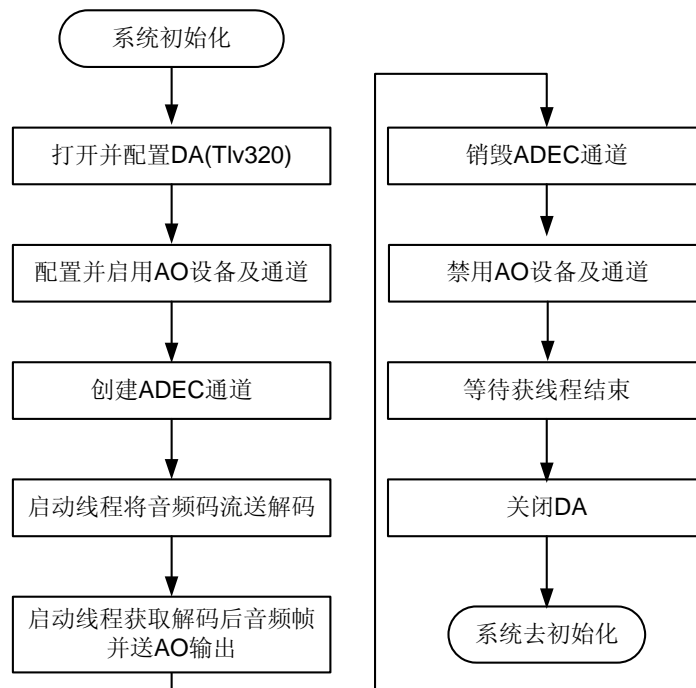 系统初始化
打开并配置DA(Tlv320)
配置并启用AO设备及通道
创建ADEC通道
启动线程将音频码流送解码
启动线程获取解码后音频帧
并送AO输出
销毁ADEC通道
禁用AO设备及通道
等待获线程结束
关闭DA
系统去初始化